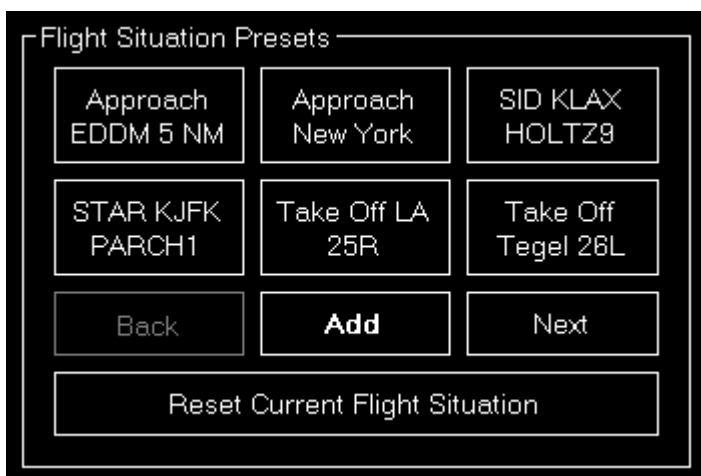 Flight Situation Presets
Approach
EDDM 5 NM
Approach
New York
SID KLAX
HOLTZ9
STAR KJFK
PARCH1
Take Off LA
25R
Take Off
Tegel 26L
Back
Add
Next
Reset Current Flight Situation